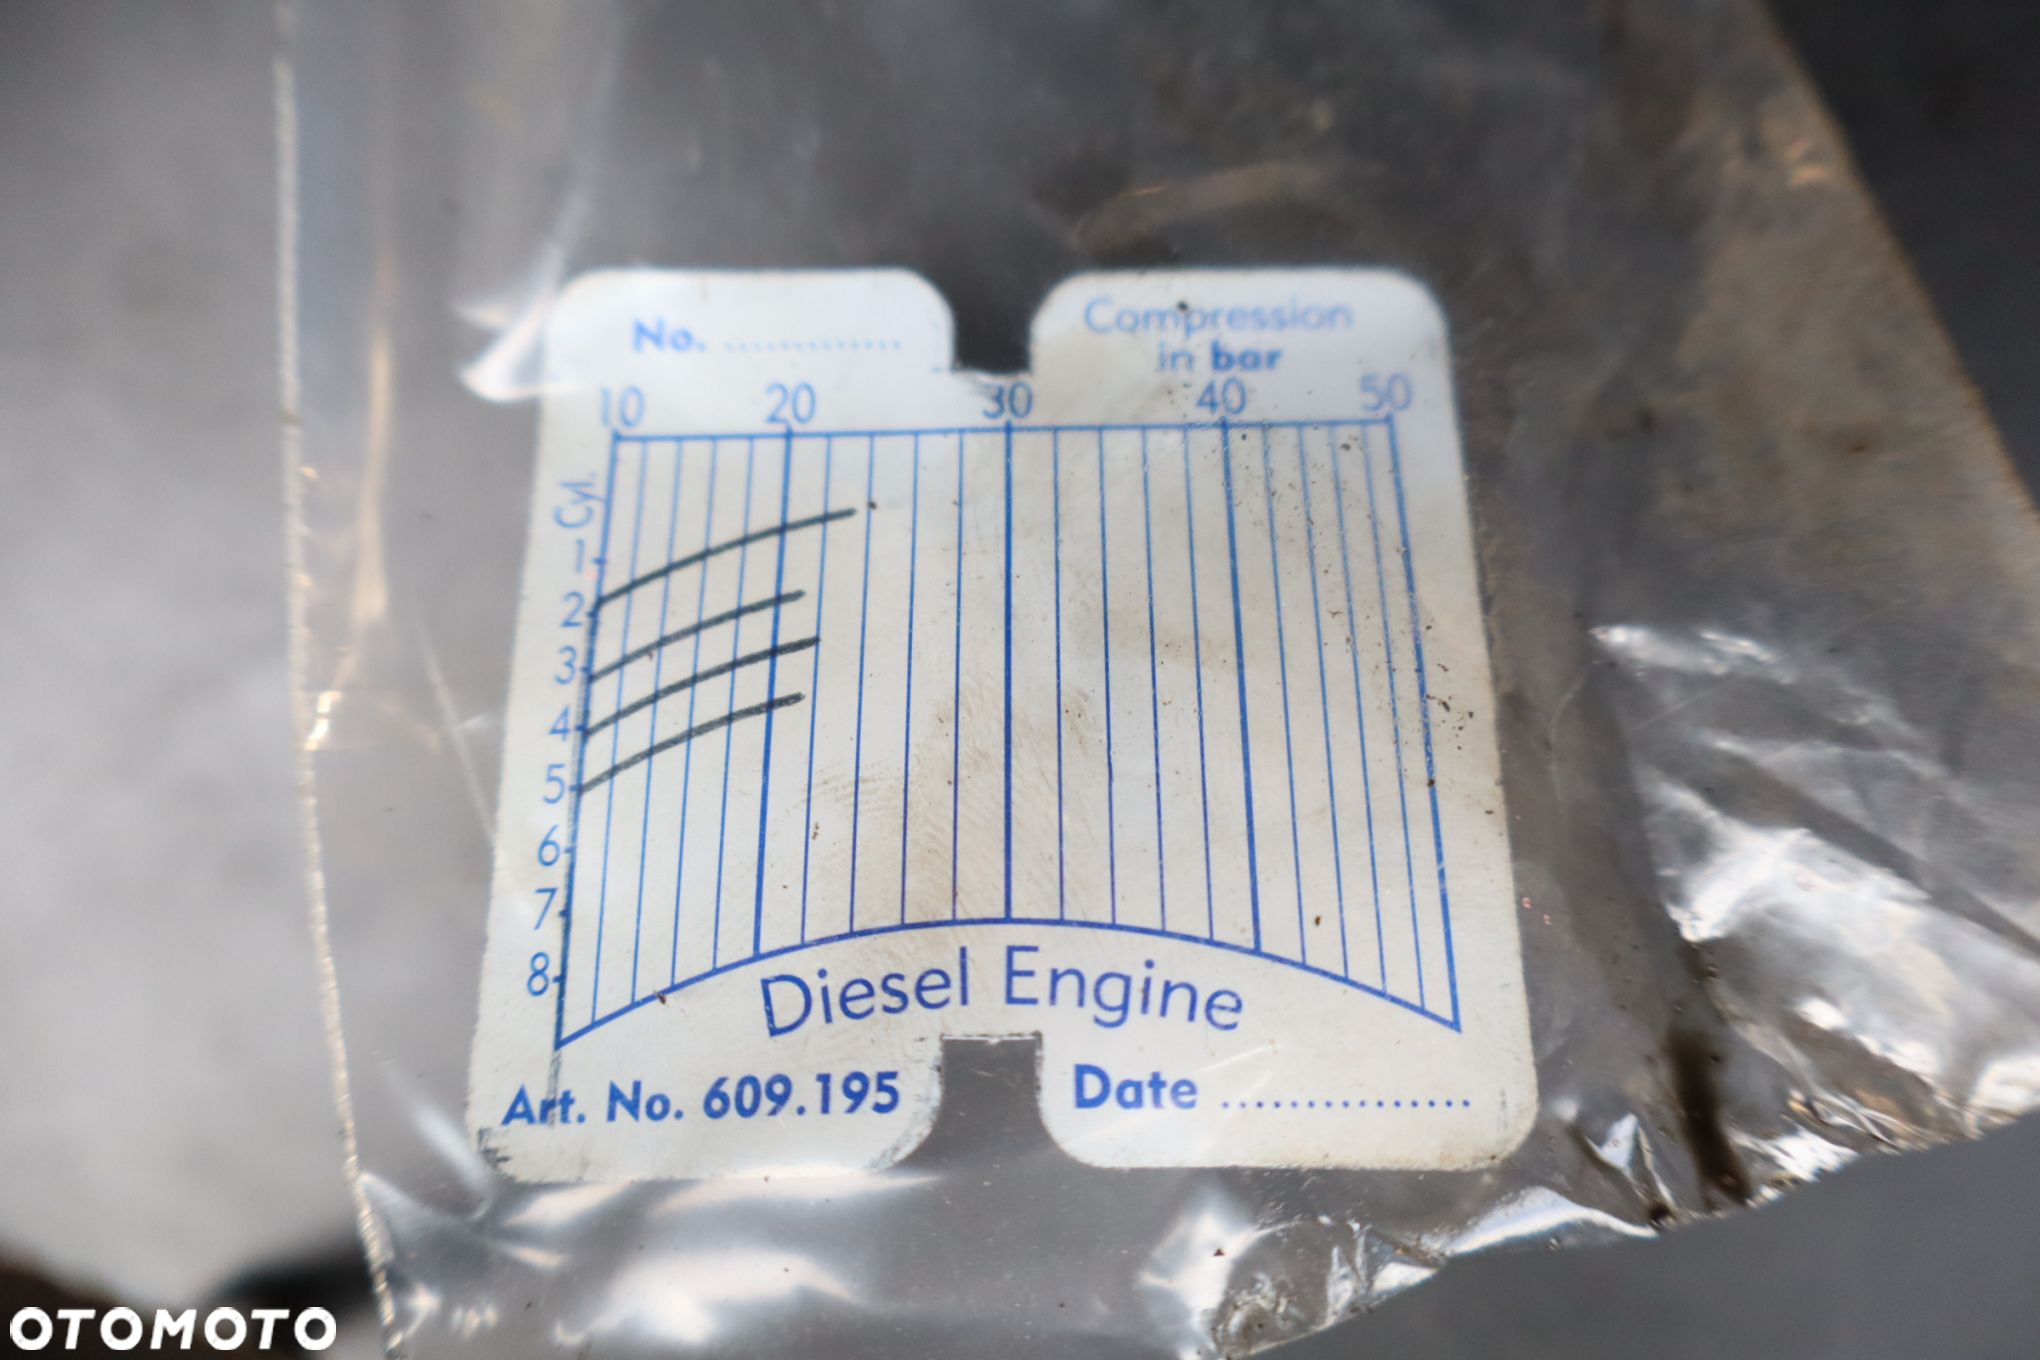 No. .............
Compression
in bar
10 20 30 40 50
Cyl.
1
2
3
4
5
6
7
8
Diesel Engine
Art. No. 609.195
Date ...............
OTOMOTO